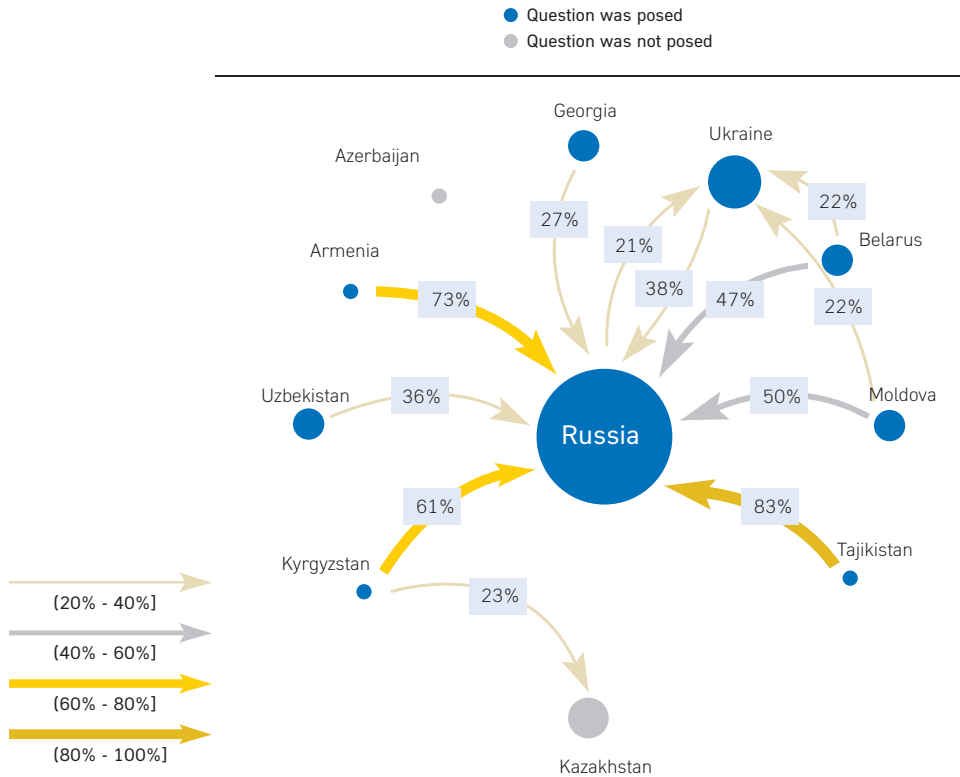 Question was posed
Question was not posed
Georgia
Ukraine
Azerbaijan
22%
27%
Belarus
21%
Armenia
38%
47%
73%
22%
Uzbekistan
36%
50%
Moldova
Russia
61%
83%
Tajikistan
Kyrgyzstan
23%
(20% - 40%]
(40% - 60%]
(60% - 80%]
(80% - 100%]
Kazakhstan